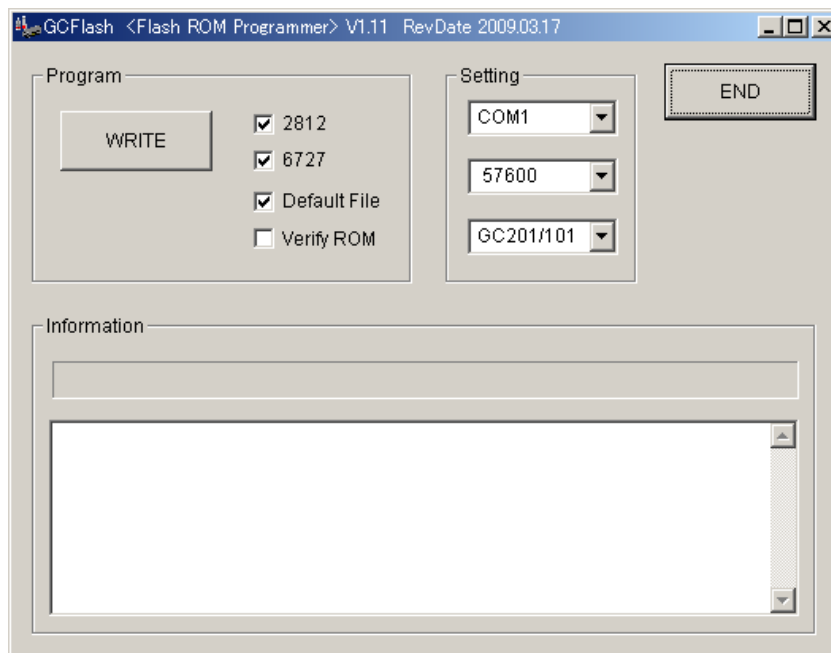 GCFlash <Flash ROM Programmer> V1.11 RevDate 2009.03.17
Program
WRITE
2812
6727
Default File
Verify ROM
Setting
COM1
57600
GC201/101
END
Information